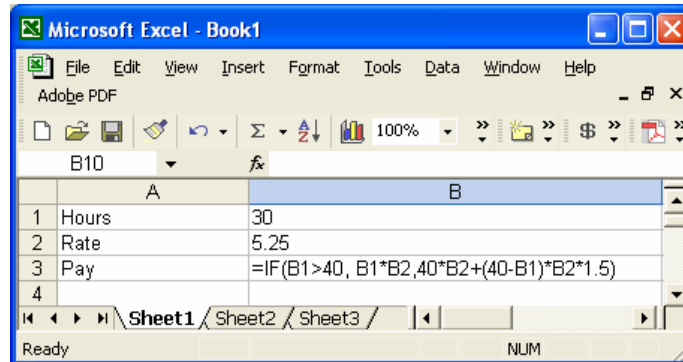 Microsoft Excel - Book1
File Edit View Insert Format Tools Data Window Help
Adobe PDF
100%
B10 fx
A B
1 Hours 30
2 Rate 5.25
3 Pay =IF(B1>40, B1*B2,40*B2+(40-B1)*B2*1.5)
4
Sheet1 Sheet2 Sheet3
Ready NUM